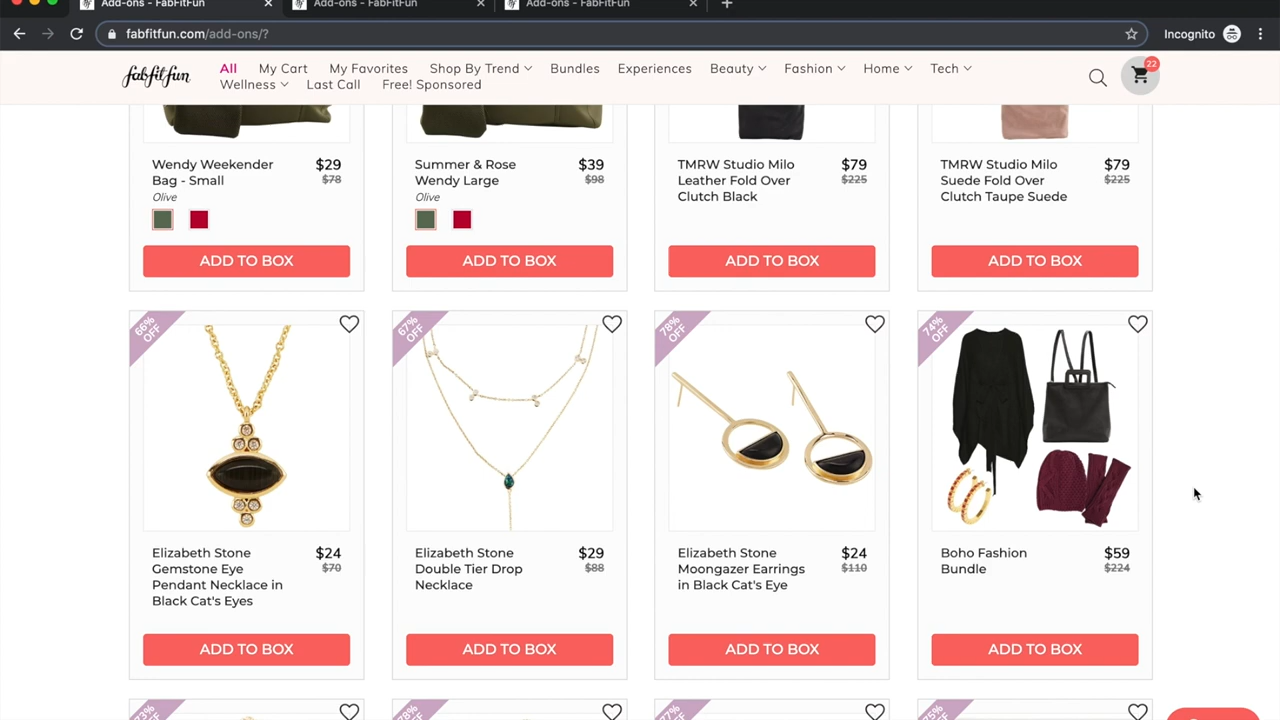 Add-ons - FabFitFun
Add-ons - FabFitFun
Add-ons - FabFitFun
fabfitfun.com/add-ons/?
Incognito
fabfitfun
All My Cart My Favorites Shop By Trend Bundles Experiences Beauty Fashion Home Tech
Wellness Last Call Free! Sponsored
22
Wendy Weekender
Bag - Small
$29
$78
Olive
ADD TO BOX
Summer & Rose
Wendy Large
$39
$98
Olive
ADD TO BOX
TMRW Studio Milo
Leather Fold Over
Clutch Black
$79
$225
ADD TO BOX
TMRW Studio Milo
Suede Fold Over
Clutch Taupe Suede
$79
$225
ADD TO BOX
66%
OFF
Elizabeth Stone
Gemstone Eye
Pendant Necklace in
Black Cat's Eyes
$24
$70
ADD TO BOX
67%
OFF
Elizabeth Stone
Double Tier Drop
Necklace
$29
$88
ADD TO BOX
78%
OFF
Elizabeth Stone
Moongazer Earrings
in Black Cat's Eye
$24
$110
ADD TO BOX
74%
OFF
Boho Fashion
Bundle
$59
$224
ADD TO BOX